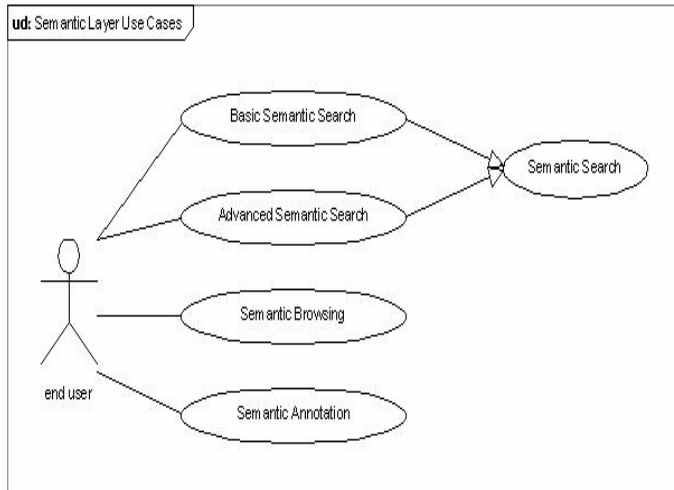 ud: Semantic Layer Use Cases
Basic Semantic Search
Semantic Search
Advanced Semantic Search
Semantic Browsing
end user
Semantic Annotation